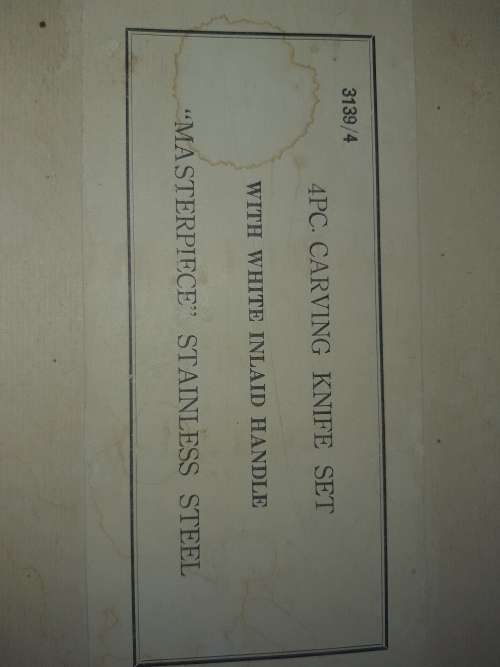 3139/4
4PC. CARVING KNIFE SET
WITH WHITE INLAID HANDLE
“MASTERPIECE” STAINLESS STEEL